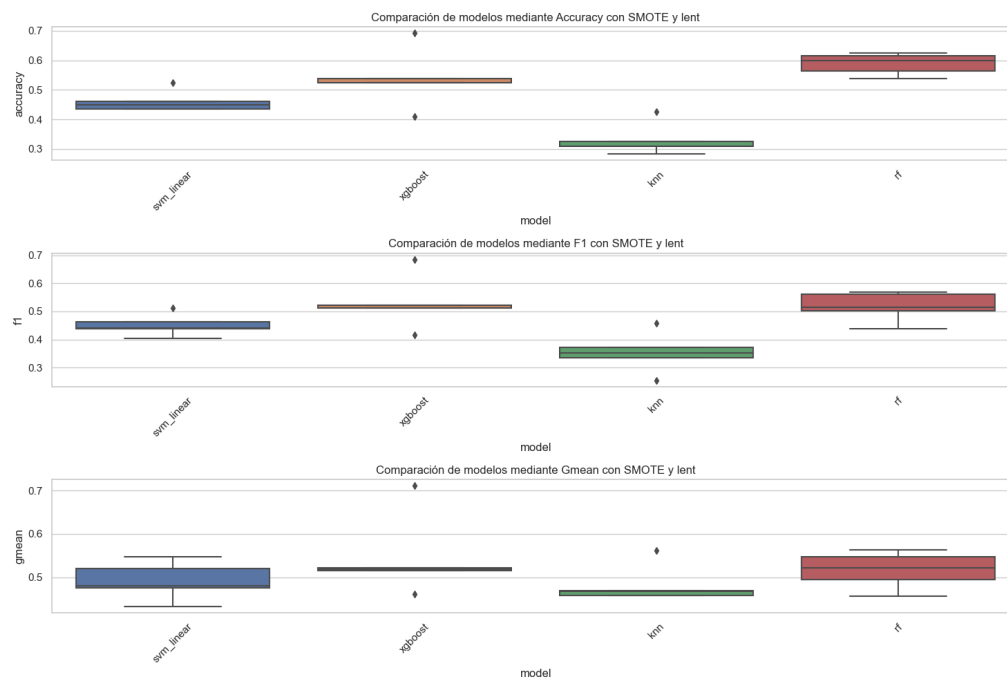 Comparación de modelos mediante Accuracy con SMOTE y lent
0.7
0.6
0.5
0.4
0.3
accuracy
svm_linear
xgboost
knn
rf
model
Comparación de modelos mediante F1 con SMOTE y lent
0.7
0.6
0.5
0.4
0.3
f1
svm_linear
xgboost
knn
rf
model
Comparación de modelos mediante Gmean con SMOTE y lent
0.7
0.6
0.5
gmean
svm_linear
xgboost
knn
rf
model